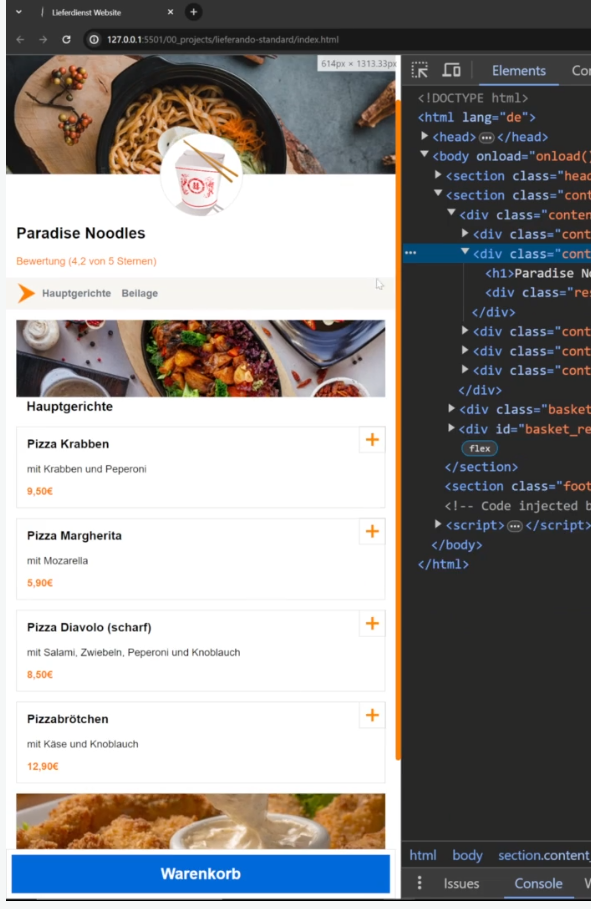 Lieferdienst Website
127.0.0.1:5501/00_projects/lieferando-standard/index.html
614px × 1313.33px
Paradise Noodles
Bewertung (4,2 von 5 Sternen)
Hauptgerichte Beilage
Hauptgerichte
Pizza Krabben
mit Krabben und Peperoni
9,50€
Pizza Margherita
mit Mozarella
5,90€
Pizza Diavolo (scharf)
mit Salami, Zwiebeln, Peperoni und Knoblauch
8,50€
Pizzabrötchen
mit Käse und Knoblauch
12,90€
Warenkorb
Elements Con
<!DOCTYPE html>
<html lang="de">
<head> </head>
<body onload="onload()
<section class="head
<section class="cont
<div class="conten
<div class="cont
<div class="cont
<h1>Paradise No
<div class="res
</div>
<div class="cont
<div class="cont
<div class="cont
</div>
<div class="basket
<div id="basket_re
flex
</section>
<section class="foot
<!-- Code injected b
<script> </script>
</body>
</html>
html body section.content_
Issues Console W